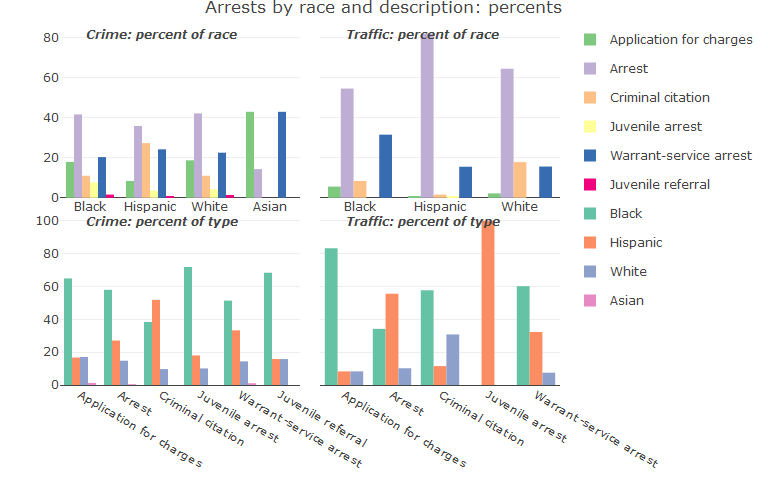 Arrests by race and description: percents
Crime: percent of race
Traffic: percent of race
80
60
40
20
0
Black Hispanic White Asian
Black Hispanic White
Crime: percent of type
Traffic: percent of type
100
80
60
40
20
0
Application for charges
Arrest
Criminal citation
Juvenile arrest
Warrant-service arrest
Juvenile referral
Application for charges
Arrest
Criminal citation
Juvenile arrest
Warrant-service arrest
Application for charges
Arrest
Criminal citation
Juvenile arrest
Warrant-service arrest
Juvenile referral
Black
Hispanic
White
Asian